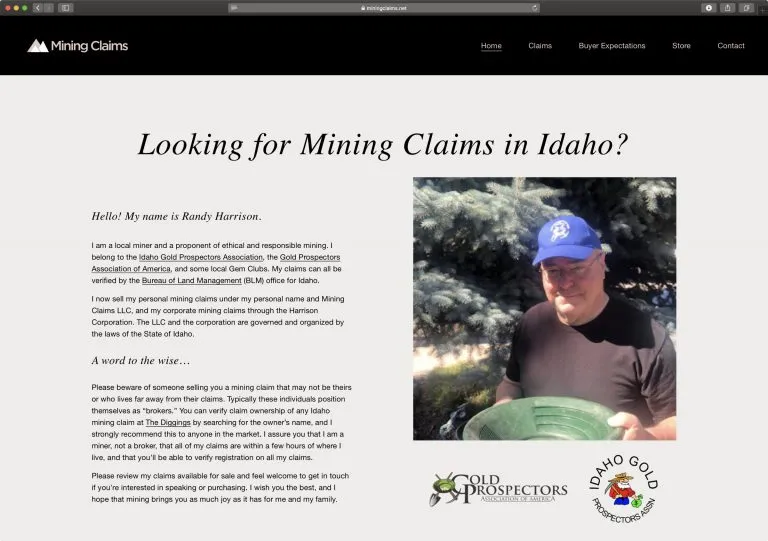 miningclaims.net
Mining Claims
Home
Claims
Buyer Expectations
Store
Contact
Looking for Mining Claims in Idaho?
Hello! My name is Randy Harrison.
I am a local miner and a proponent of ethical and responsible mining. I
belong to the Idaho Gold Prospectors Association, the Gold Prospectors
Association of America, and some local Gem Clubs. My claims can all be
verified by the Bureau of Land Management (BLM) office for Idaho.
I now sell my personal mining claims under my personal name and Mining
Claims LLC, and my corporate mining claims through the Harrison
Corporation. The LLC and the corporation are governed and organized by
the laws of the State of Idaho.
A word to the wise…
Please beware of someone selling you a mining claim that may not be theirs
or who lives far away from their claims. Typically these individuals position
themselves as “brokers.” You can verify claim ownership of any Idaho
mining claim at The Diggings by searching for the owner’s name, and I
strongly recommend this to anyone in the market. I assure you that I am a
miner, not a broker, that all of my claims are within a few hours of where I
live, and that you’ll be able to verify registration on all my claims.
Please review my claims available for sale and feel welcome to get in touch
if you’re interested in speaking or purchasing. I wish you the best, and I
hope that mining brings you as much joy as it has for me and my family.
GOLD
PROSPECTORS
ASSOCIATION OF AMERICA
IDAHO GOLD
PROSPECTORS ASSN